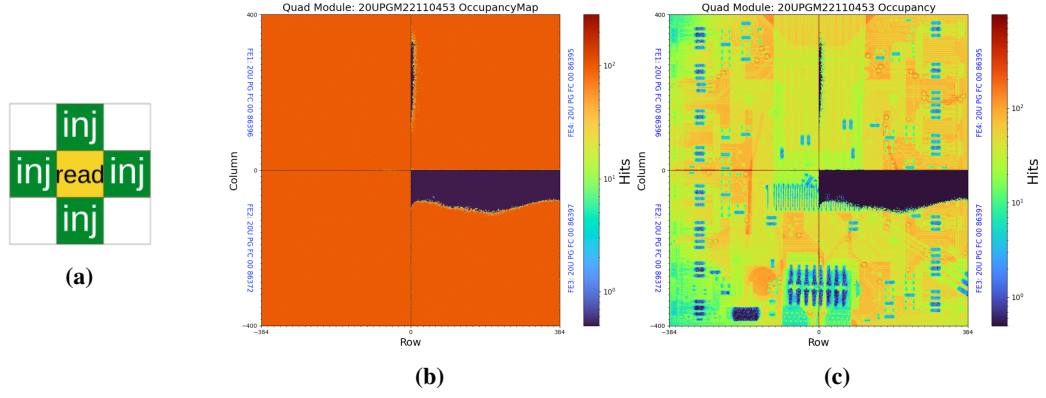 inj
inj read inj
inj
(a)
Quad Module: 20UPGM22110453 OccupancyMap
400
0
-400
-384
0
384
Column
Row
FE1: 20U PG FC 00 86396
FE2: 20U PG FC 00 86372
FE4: 20U PG FC 00 86395
FE3: 20U PG FC 00 86397
10²
10¹
10⁰
Hits
(b)
Quad Module: 20UPGM22110453 Occupancy
400
0
-400
-384
0
384
Column
Row
FE1: 20U PG FC 00 86396
FE2: 20U PG FC 00 86372
FE4: 20U PG FC 00 86395
FE3: 20U PG FC 00 86397
10²
10¹
10⁰
Hits
(c)